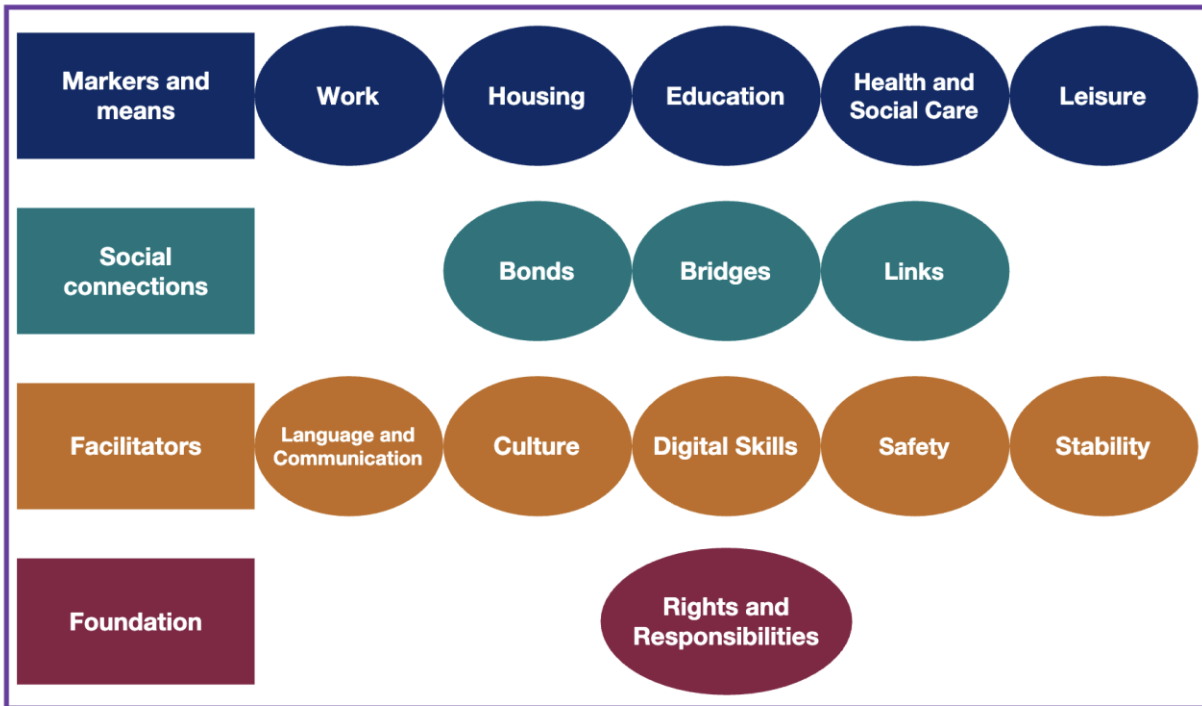 Markers and
means
Work
Housing
Education
Health and
Social Care
Leisure
Social
connections
Bonds
Bridges
Links
Facilitators
Language and
Communication
Culture
Digital Skills
Safety
Stability
Foundation
Rights and
Responsibilities